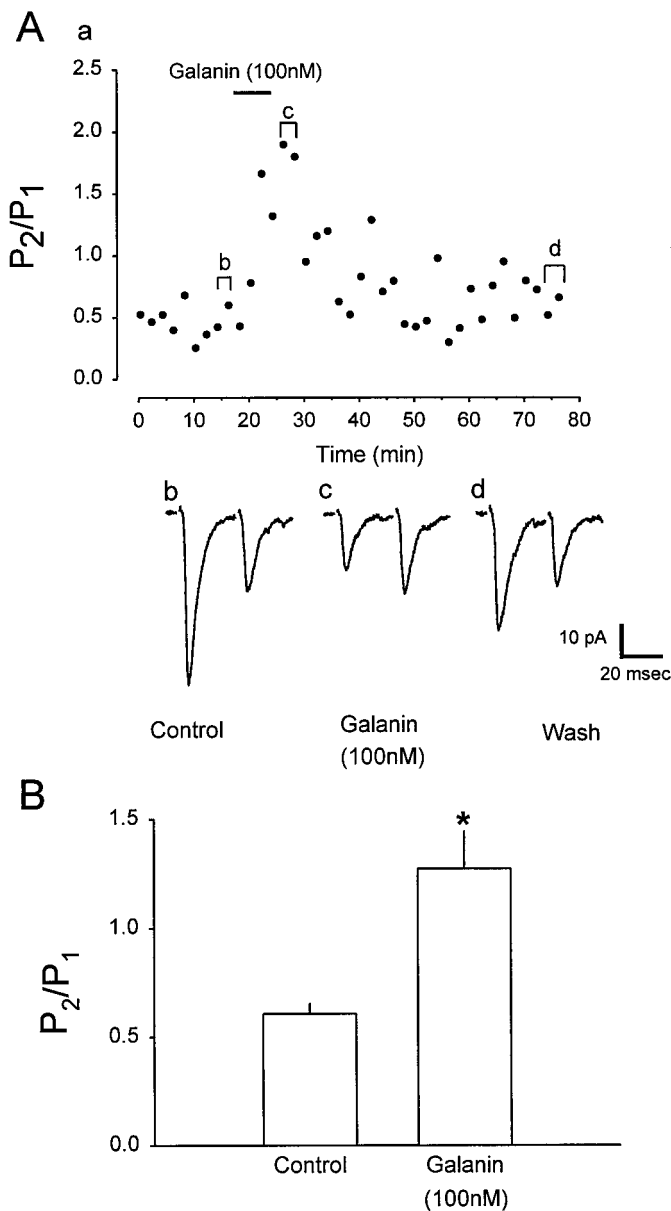 A a
Galanin (100nM)
2.5
2.0
1.5
1.0
0.5
0.0
P2/P1
b
c
d
0 10 20 30 40 50 60 70 80
Time (min)
b c d
10 pA
20 msec
Control Galanin (100nM) Wash
B
1.5
1.0
0.5
0.0
P2/P1
*
Control Galanin (100nM)